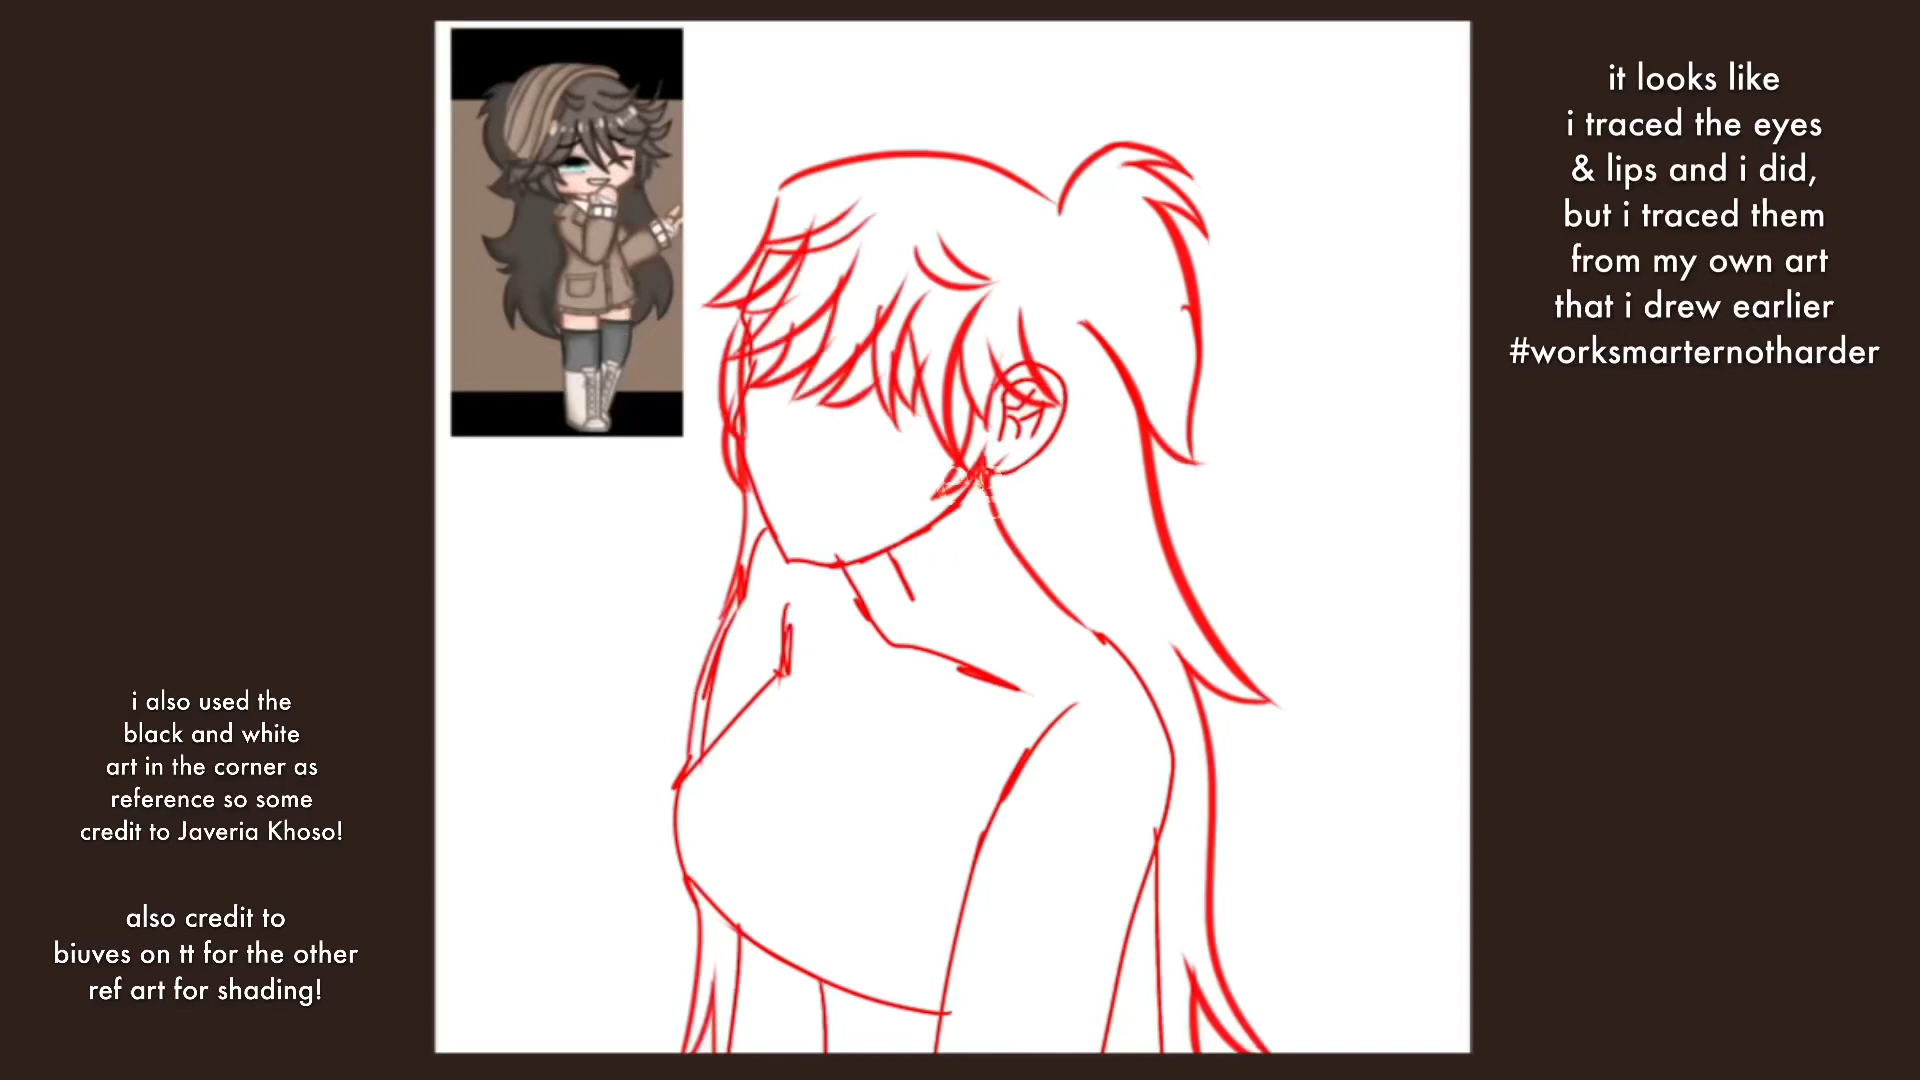 it looks like
i traced the eyes
& lips and i did,
but i traced them
from my own art
that i drew earlier
#worksmarternotharder
i also used the
black and white
art in the corner as
reference so some
credit to Javeria Khoso!
also credit to
biuves on tt for the other
ref art for shading!